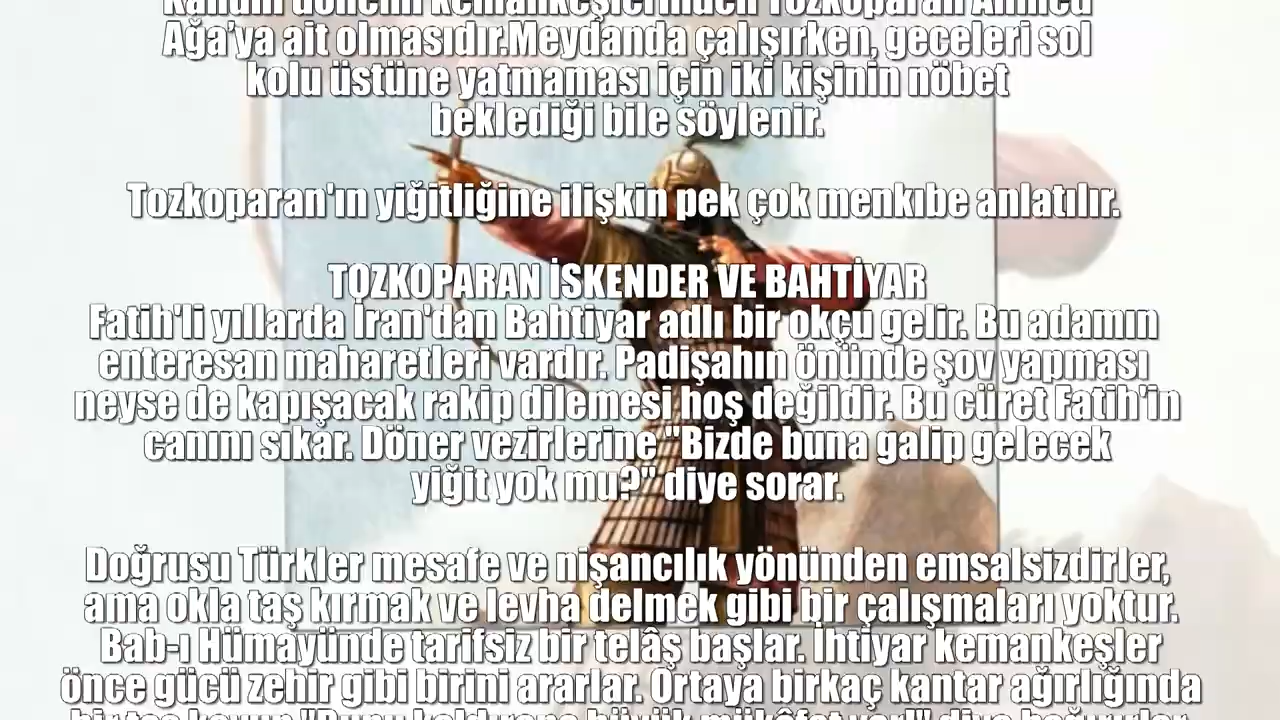 Kanuni dönemi kemankeşlerinden Tozkoparan Ahmed
Ağa'ya ait olmasıdır.Meydanda çalışırken, geceleri sol
kolu üstüne yatmaması için iki kişinin nöbet
beklediği bile söylenir.
Tozkoparan'ın yiğitliğine ilişkin pek çok menkıbe anlatılır.
TOZKOPARAN İSKENDER VE BAHTİYAR
Fatih'li yıllarda İran'dan Bahtiyar adlı bir okçu gelir. Bu adamın
enteresan maharetleri vardır. Padişahın önünde şov yapması
neyse de kapışacak rakip dilemesi hoş değildir. Bu cüret Fatih'in
canını sıkar. Döner vezirlerine "Bizde buna galip gelecek
yiğit yok mu?" diye sorar.
Doğrusu Türkler mesafe ve nişancılık yönünden emsalsizdirler,
ama okla taş kırmak ve levha delmek gibi bir çalışmaları yoktur.
Bab-ı Hümayünde tarifsiz bir telâş başlar. İhtiyar kemankeşler
önce gücü zehir gibi birini ararlar. Ortaya birkaç kantar ağırlığında